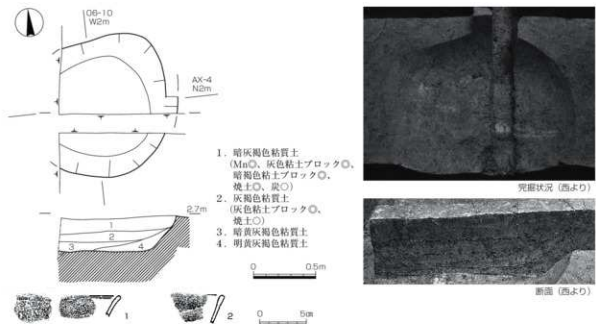 06-10
W2m
AX-4
N2m
1. 暗灰褐色粘質土
(Mn◎、灰色粘土ブロック◎、
暗褐色粘土ブロック◎、
焼土◎、炭○)
2. 灰褐色粘質土
(灰色粘土ブロック◎、
焼土○)
3. 暗黄灰褐色粘質土
4. 明黄灰褐色粘質土
2.7m
1
2
3
4
0 0.5m
1
2
0 5㎝
完掘状況（西より）
断面（西より）